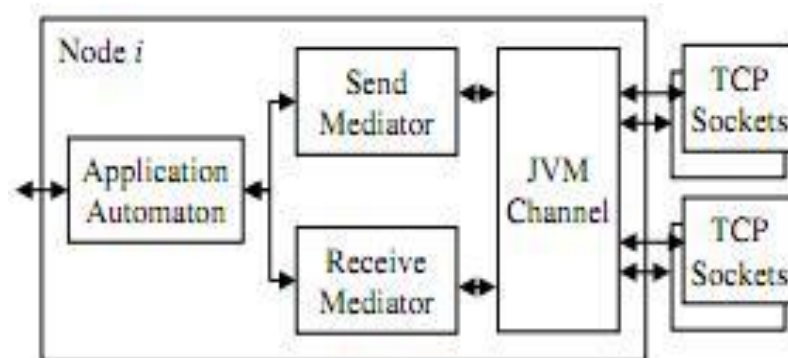 Node i
Send
Mediator
TCP
Sockets
Application
Automaton
JVM
Channel
Receive
Mediator
TCP
Sockets